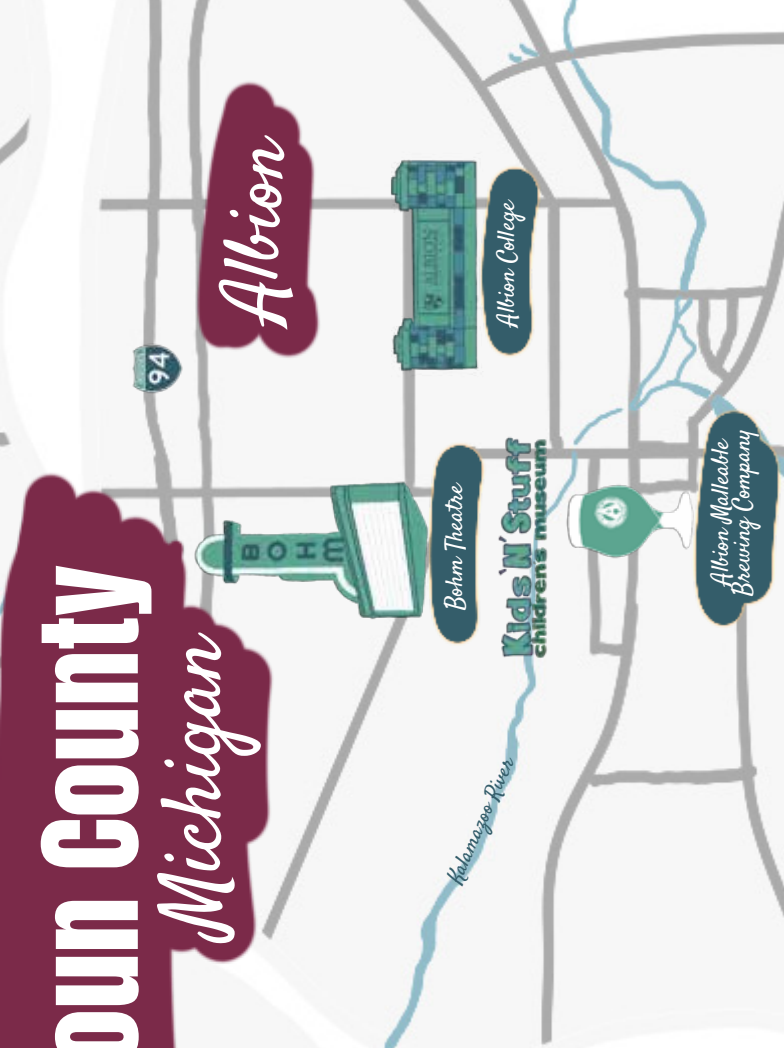 oun County
Michigan
94
Albion
BOHM
Bohm Theatre
ALBION
Albion College
Kids 'N' Stuff
children's museum
Kalamazoo River
Albion Malleable
Brewing Company